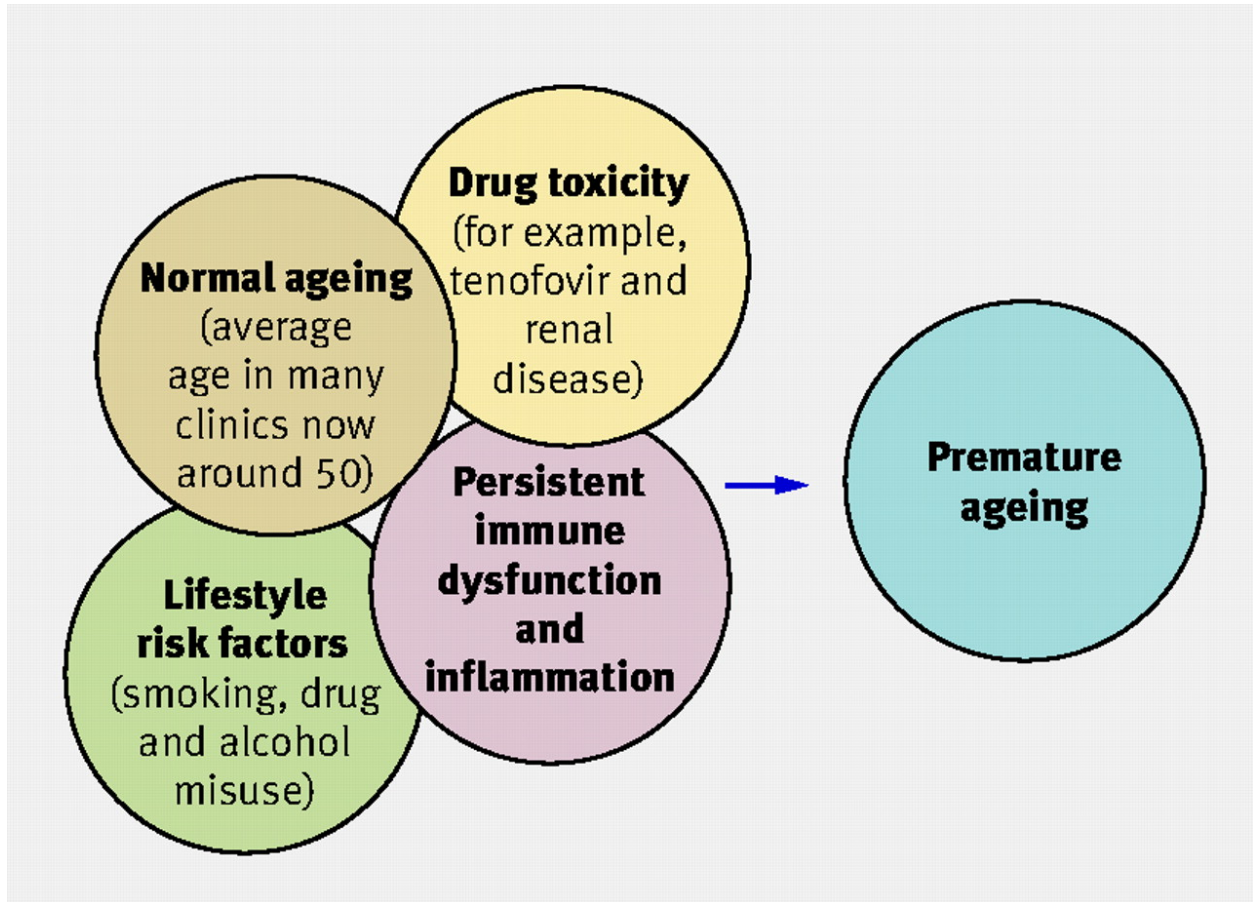 Drug toxicity
(for example,
tenofovir and
renal
disease)
Normal ageing
(average
age in many
clinics now
around 50)
Persistent
immune
dysfunction
and
inflammation
Lifestyle
risk factors
(smoking, drug
and alcohol
misuse)
Premature
ageing